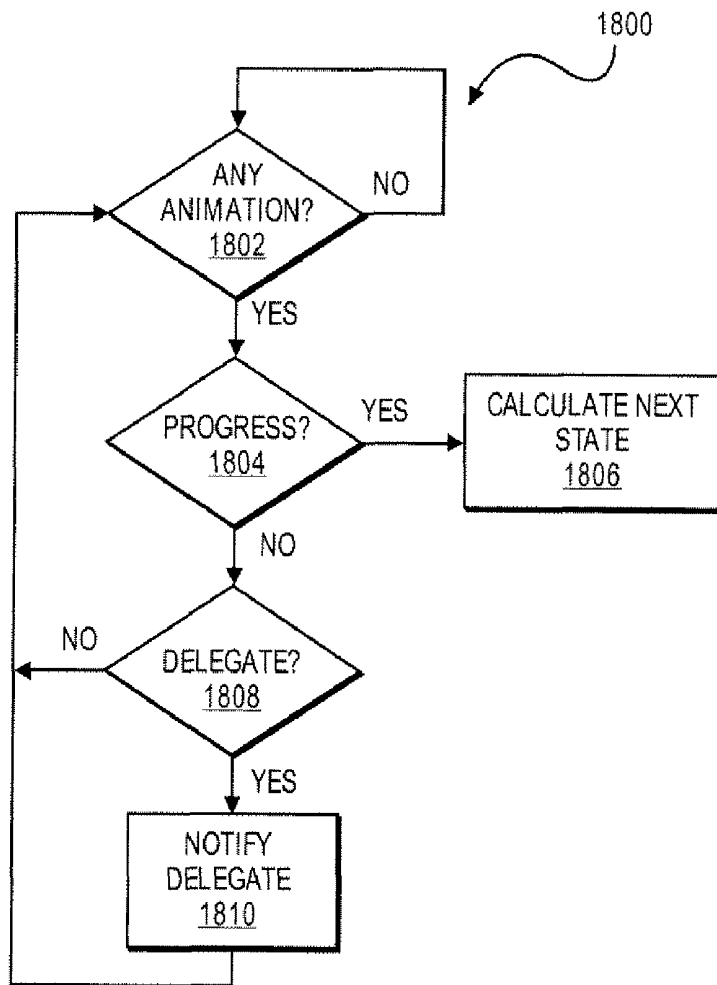 1800
ANY
ANIMATION?
1802
NO
YES
PROGRESS?
1804
YES
CALCULATE NEXT
STATE
1806
NO
NO
DELEGATE?
1808
YES
NOTIFY
DELEGATE
1810